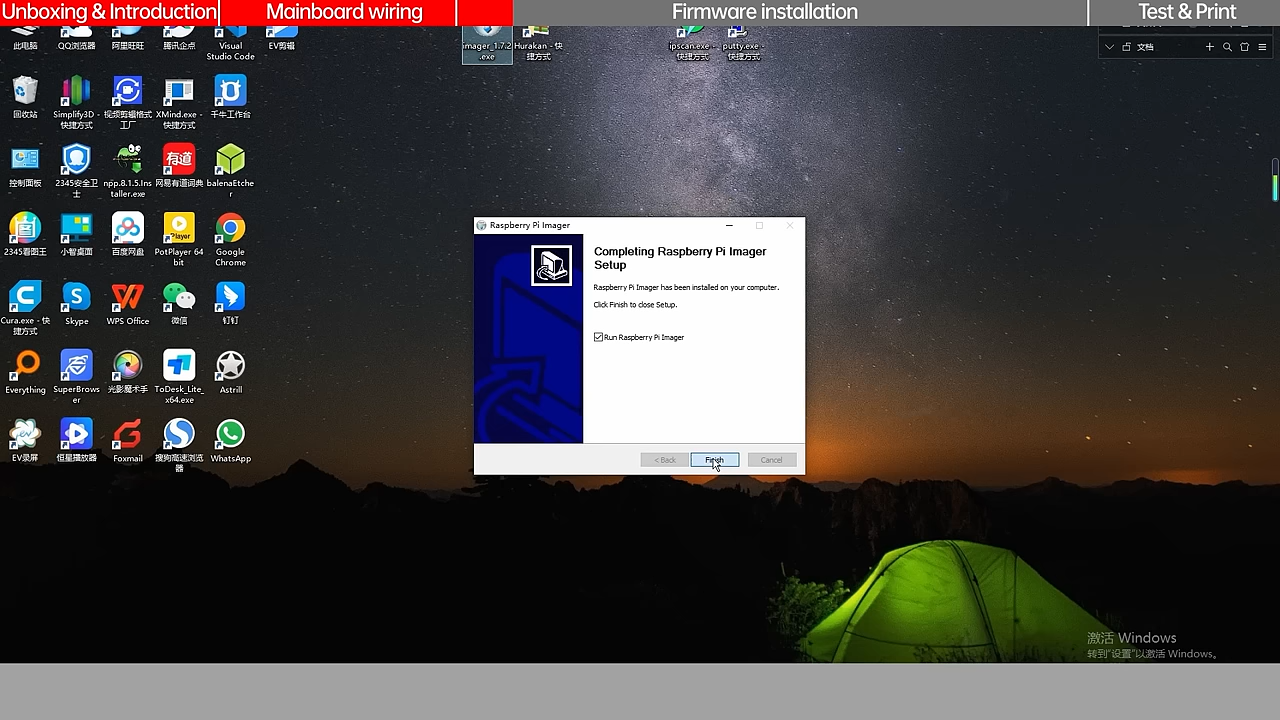 Unboxing & Introduction
Mainboard wiring
Firmware installation
Test & Print
此电脑
QQ浏览器
阿里旺旺
腾讯企点
Visual
Studio Code
EV剪辑
imager_1.7.2
.exe
Hurakan - 快
捷方式
ipscan.exe -
快捷方式
putty.exe -
快捷方式
文档
回收站
Simplify3D -
快捷方式
视频剪辑格式
工厂
XMind.exe -
快捷方式
千牛工作台
控制面板
2345安全卫
士
npp.8.1.5.Ins
taller.exe
有道
网易有道词典
balenaEtche
r
2345看图王
小智桌面
百度网盘
Player
PotPlayer 64
bit
Google
Chrome
Cura.exe - 快
捷方式
Skype
WPS Office
微信
钉钉
Everything
SuperBrows
er
光影魔术手
ToDesk_Lite_
x64.exe
Astrill
EV录屏
恒星播放器
Foxmail
搜狗高速浏览
器
WhatsApp
Raspberry Pi Imager
Completing Raspberry Pi Imager
Setup
Raspberry Pi Imager has been installed on your computer.
Click Finish to close Setup.
Run Raspberry Pi Imager
< Back
Finish
Cancel
激活 Windows
转到"设置"以激活 Windows。